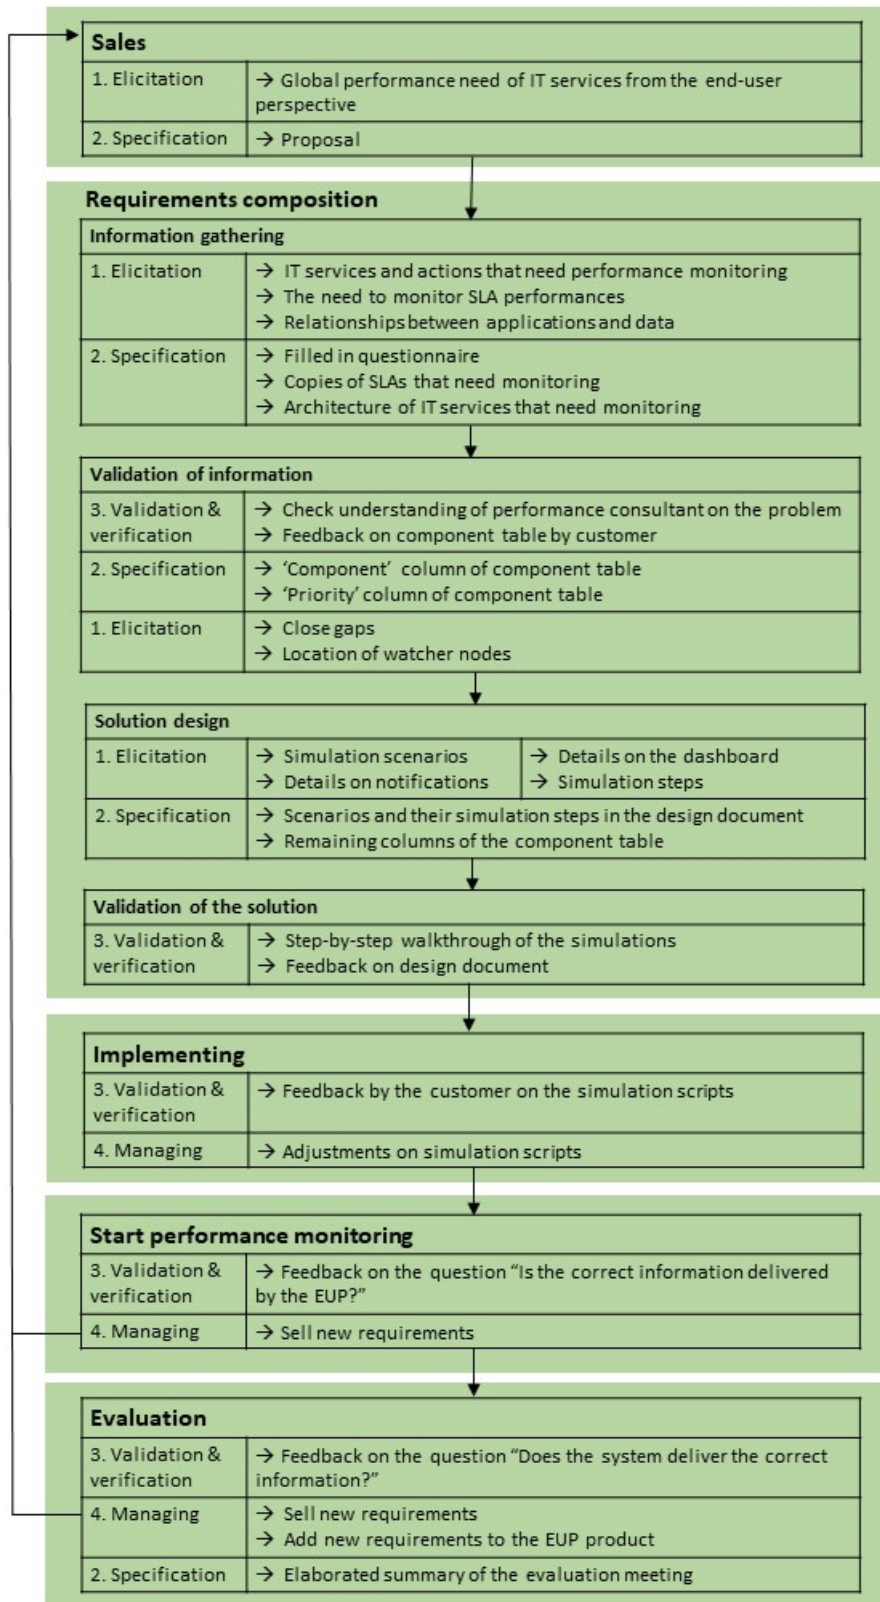 Sales
1. Elicitation
→ Global performance need of IT services from the end-user
perspective
2. Specification
→ Proposal
Requirements composition
Information gathering
1. Elicitation
→ IT services and actions that need performance monitoring
→ The need to monitor SLA performances
→ Relationships between applications and data
2. Specification
→ Filled in questionnaire
→ Copies of SLAs that need monitoring
→ Architecture of IT services that need monitoring
Validation of information
3. Validation &
verification
→ Check understanding of performance consultant on the problem
→ Feedback on component table by customer
2. Specification
→ ‘Component’ column of component table
→ ‘Priority’ column of component table
1. Elicitation
→ Close gaps
→ Location of watcher nodes
Solution design
1. Elicitation
→ Simulation scenarios
→ Details on notifications
→ Details on the dashboard
→ Simulation steps
2. Specification
→ Scenarios and their simulation steps in the design document
→ Remaining columns of the component table
Validation of the solution
3. Validation &
verification
→ Step-by-step walkthrough of the simulations
→ Feedback on design document
Implementing
3. Validation &
verification
→ Feedback by the customer on the simulation scripts
4. Managing
→ Adjustments on simulation scripts
Start performance monitoring
3. Validation &
verification
→ Feedback on the question “Is the correct information delivered
by the EUP?”
4. Managing
→ Sell new requirements
Evaluation
3. Validation &
verification
→ Feedback on the question “Does the system deliver the correct
information?”
4. Managing
→ Sell new requirements
→ Add new requirements to the EUP product
2. Specification
→ Elaborated summary of the evaluation meeting